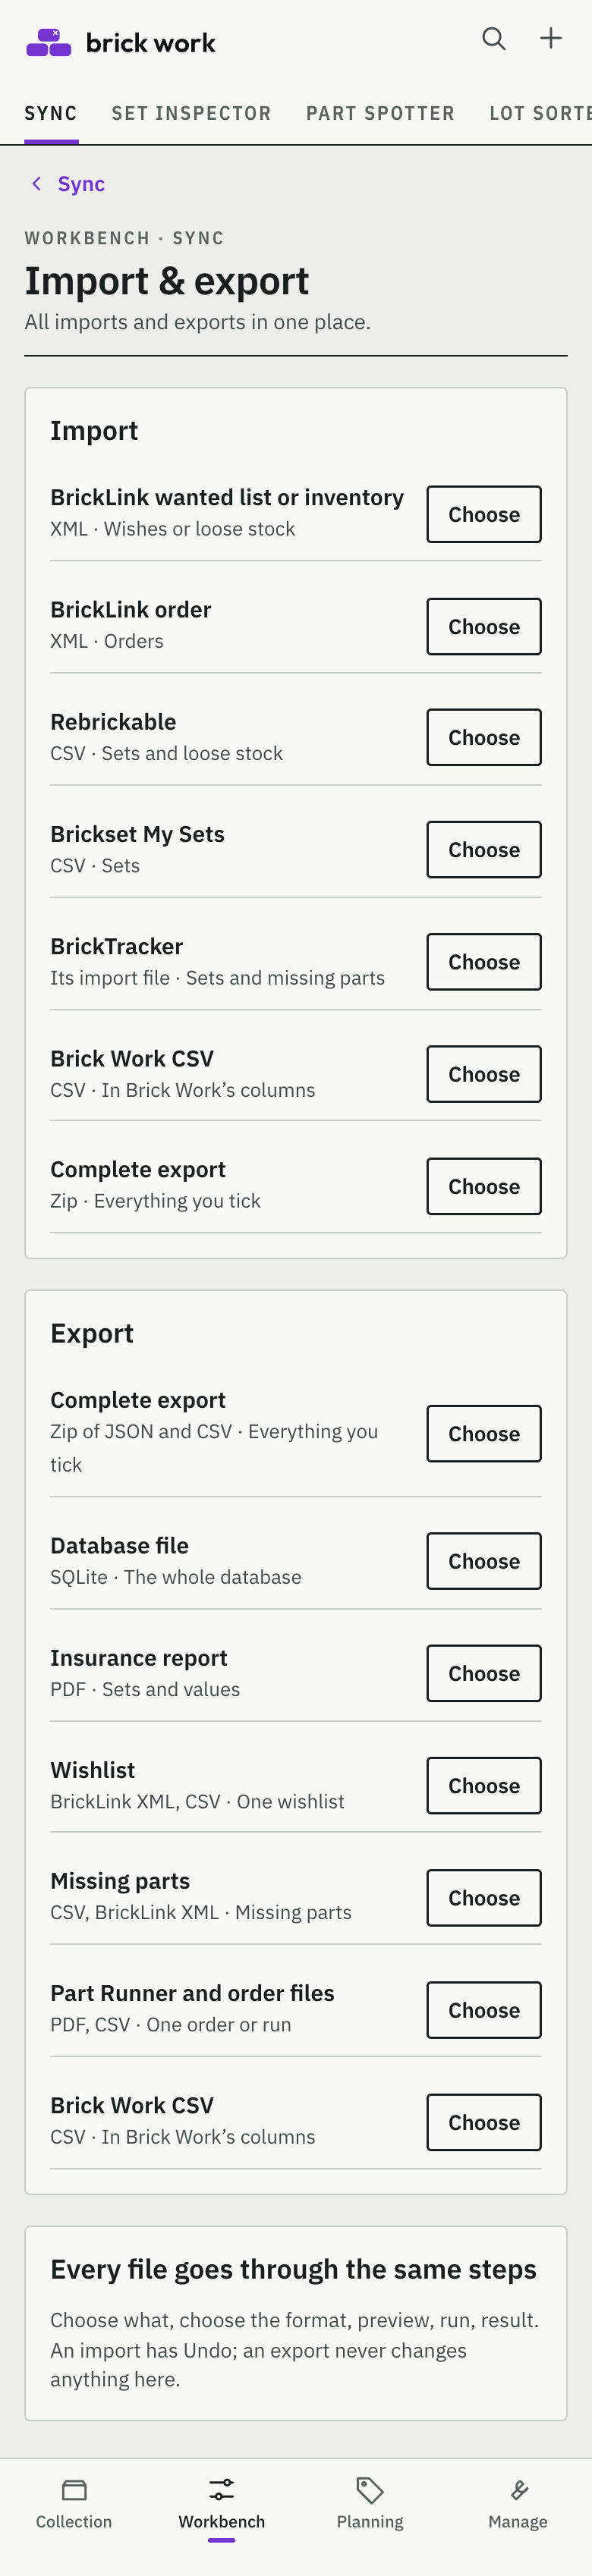 brick work
SYNC SET INSPECTOR PART SPOTTER LOT SORTE
Sync
WORKBENCH · SYNC
Import & export
All imports and exports in one place.
Import
BrickLink wanted list or inventory
XML · Wishes or loose stock
Choose
BrickLink order
XML · Orders
Choose
Rebrickable
CSV · Sets and loose stock
Choose
Brickset My Sets
CSV · Sets
Choose
BrickTracker
Its import file · Sets and missing parts
Choose
Brick Work CSV
CSV · In Brick Work’s columns
Choose
Complete export
Zip · Everything you tick
Choose
Export
Complete export
Zip of JSON and CSV · Everything you
tick
Choose
Database file
SQLite · The whole database
Choose
Insurance report
PDF · Sets and values
Choose
Wishlist
BrickLink XML, CSV · One wishlist
Choose
Missing parts
CSV, BrickLink XML · Missing parts
Choose
Part Runner and order files
PDF, CSV · One order or run
Choose
Brick Work CSV
CSV · In Brick Work’s columns
Choose
Every file goes through the same steps
Choose what, choose the format, preview, run, result.
An import has Undo; an export never changes
anything here.
Collection Workbench Planning Manage